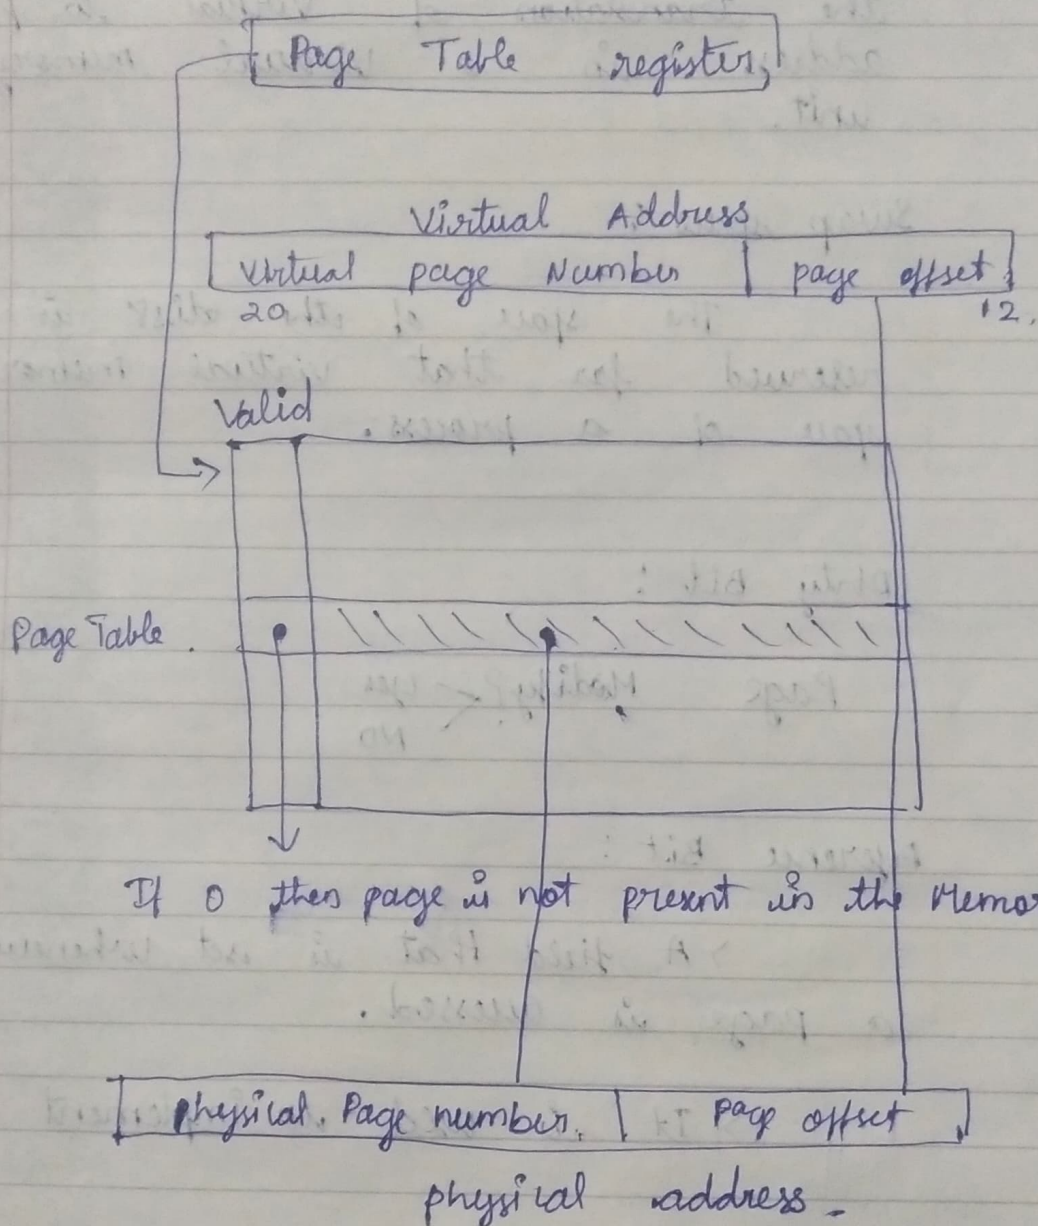 Page Table register,
Virtual Address
Virtual page Number page offset
20 12.
Valid
Page Table.
If 0 then page is not present in the Memo
physical. Page number. page offset
physical address.